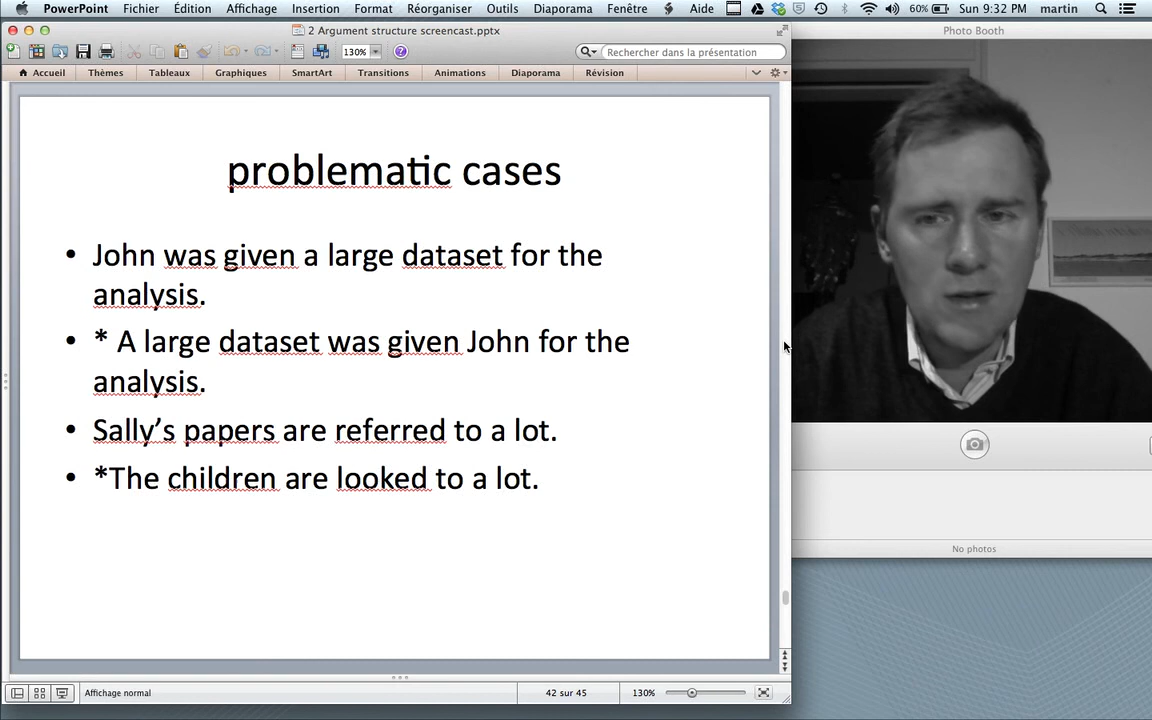 PowerPoint Fichier Édition Affichage Insertion Format Réorganiser Outils Diaporama Fenêtre Aide 60% Sun 9:32 PM martin
2 Argument structure screencast.pptx
Photo Booth
130% Rechercher dans la présentation
Accueil Thèmes Tableaux Graphiques SmartArt Transitions Animations Diaporama Révision
problematic cases
• John was given a large dataset for the
analysis.
• * A large dataset was given John for the
analysis.
• Sally’s papers are referred to a lot.
• *The children are looked to a lot.
No photos
Affichage normal 42 sur 45 130%